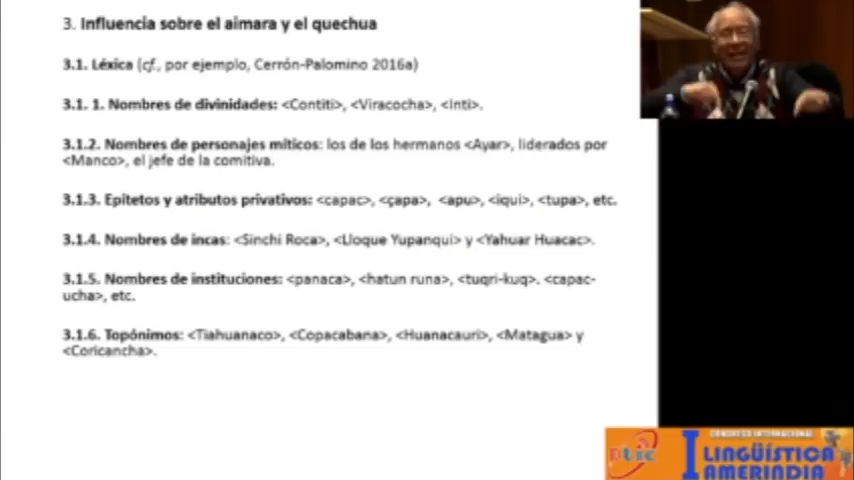 3. Influencia sobre el aimara y el quechua
3.1. Léxica (cf., por ejemplo, Cerrón-Palomino 2016a)
3.1. 1. Nombres de divinidades: <Contiti>, <Viracocha>, <Inti>.
3.1.2. Nombres de personajes míticos: los de los hermanos <Ayar>, liderados por
<Manco>, el jefe de la comitiva.
3.1.3. Epítetos y atributos privativos: <capac>, <çapa>, <apu>, <iqui>, <tupa>, etc.
3.1.4. Nombres de incas: <Sinchi Roca>, <Lloque Yupanqui> y <Yahuar Huacac>.
3.1.5. Nombres de instituciones: <panaca>, <hatun runa>, <tuqri-kuq>. <capac-
ucha>, etc.
3.1.6. Topónimos: <Tiahuanaco>, <Copacabana>, <Huanacauri>, <Matagua> y
<Coricancha>.
CONGRESO INTERNACIONAL
I LINGÜÍSTICA
AMERINDIA